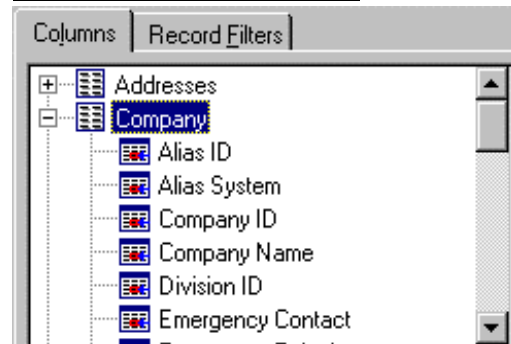 Columns Record Filters
Addresses
Company
Alias ID
Alias System
Company ID
Company Name
Division ID
Emergency Contact